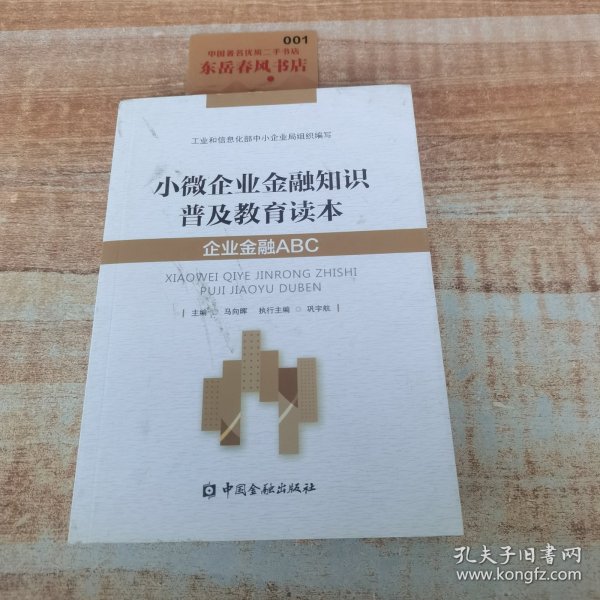 001
中国著名优质二手书店
东岳春风书店
工业和信息化部中小企业局组织编写
小微企业金融知识
普及教育读本
企业金融ABC
XIAOWEI QIYE JINRONG ZHISHI
PUJI JIAOYU DUBEN
主编 ○ 马向晖 执行主编 ○ 巩宇航
中国金融出版社
孔夫子旧书网
www.kongfz.com